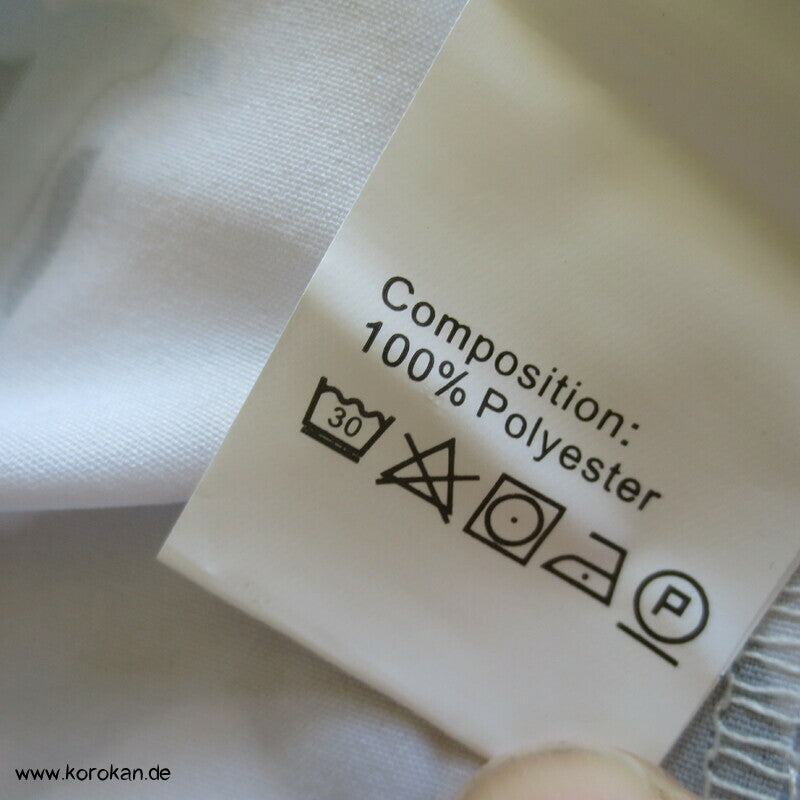 Composition:
100% Polyester
30
P
www.korokan.de